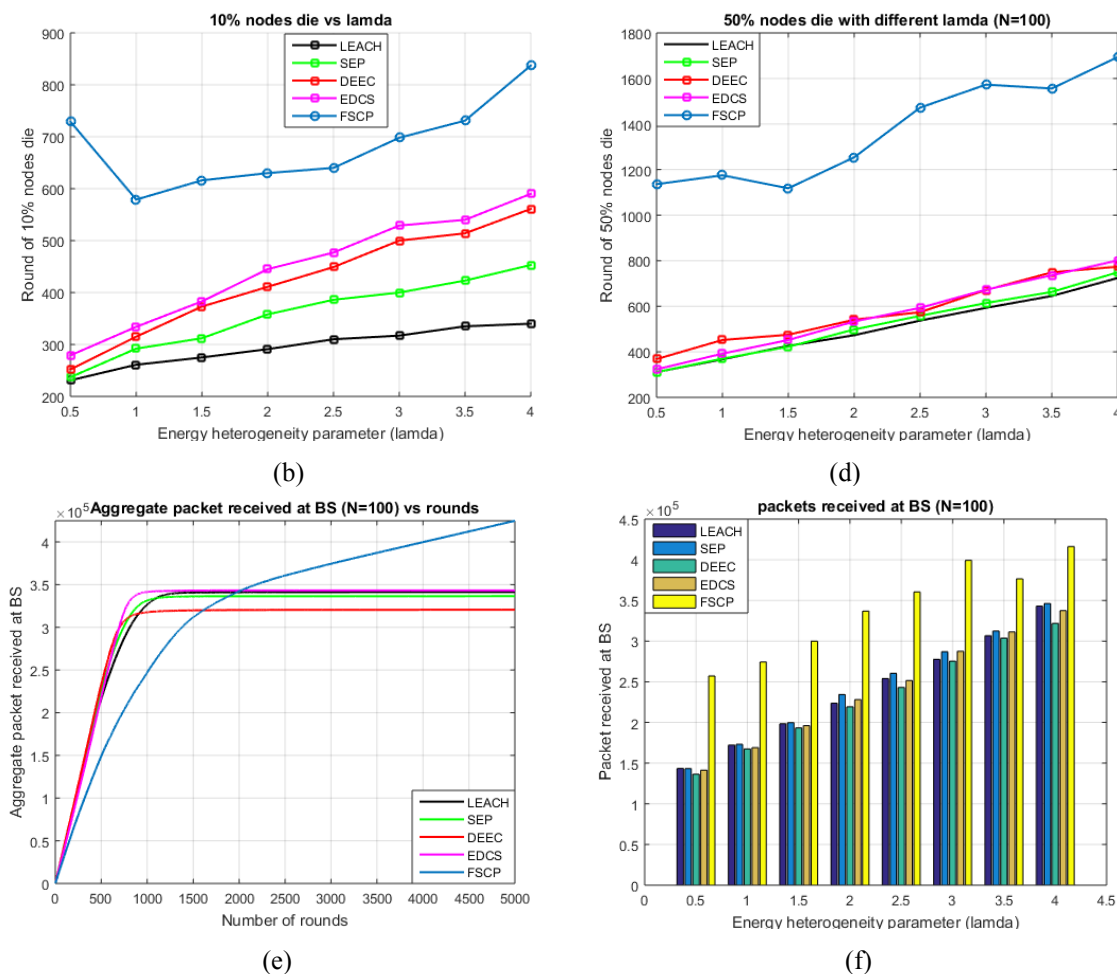 10% nodes die vs lamda
900
800
700
600
500
400
300
200
Round of 10% nodes die
LEACH
SEP
DEEC
EDCS
FSCP
0.5 1 1.5 2 2.5 3 3.5 4
Energy heterogeneity parameter (lamda)
(b)
50% nodes die with different lamda (N=100)
1800
1600
1400
1200
1000
800
600
400
200
Round of 50% nodes die
LEACH
SEP
DEEC
EDCS
FSCP
0.5 1 1.5 2 2.5 3 3.5 4
Energy heterogeneity parameter (lamda)
(d)
× 10^5 Aggregate packet received at BS (N=100) vs rounds
4
3.5
3
2.5
2
1.5
1
0.5
0
Aggregate packet received at BS
LEACH
SEP
DEEC
EDCS
FSCP
0 500 1000 1500 2000 2500 3000 3500 4000 4500 5000
Number of rounds
(e)
× 10^5 packets received at BS (N=100)
4.5
4
3.5
3
2.5
2
1.5
1
0.5
0
Packet received at BS
LEACH
SEP
DEEC
EDCS
FSCP
0 0.5 1 1.5 2 2.5 3 3.5 4 4.5
Energy heterogeneity parameter (lamda)
(f)